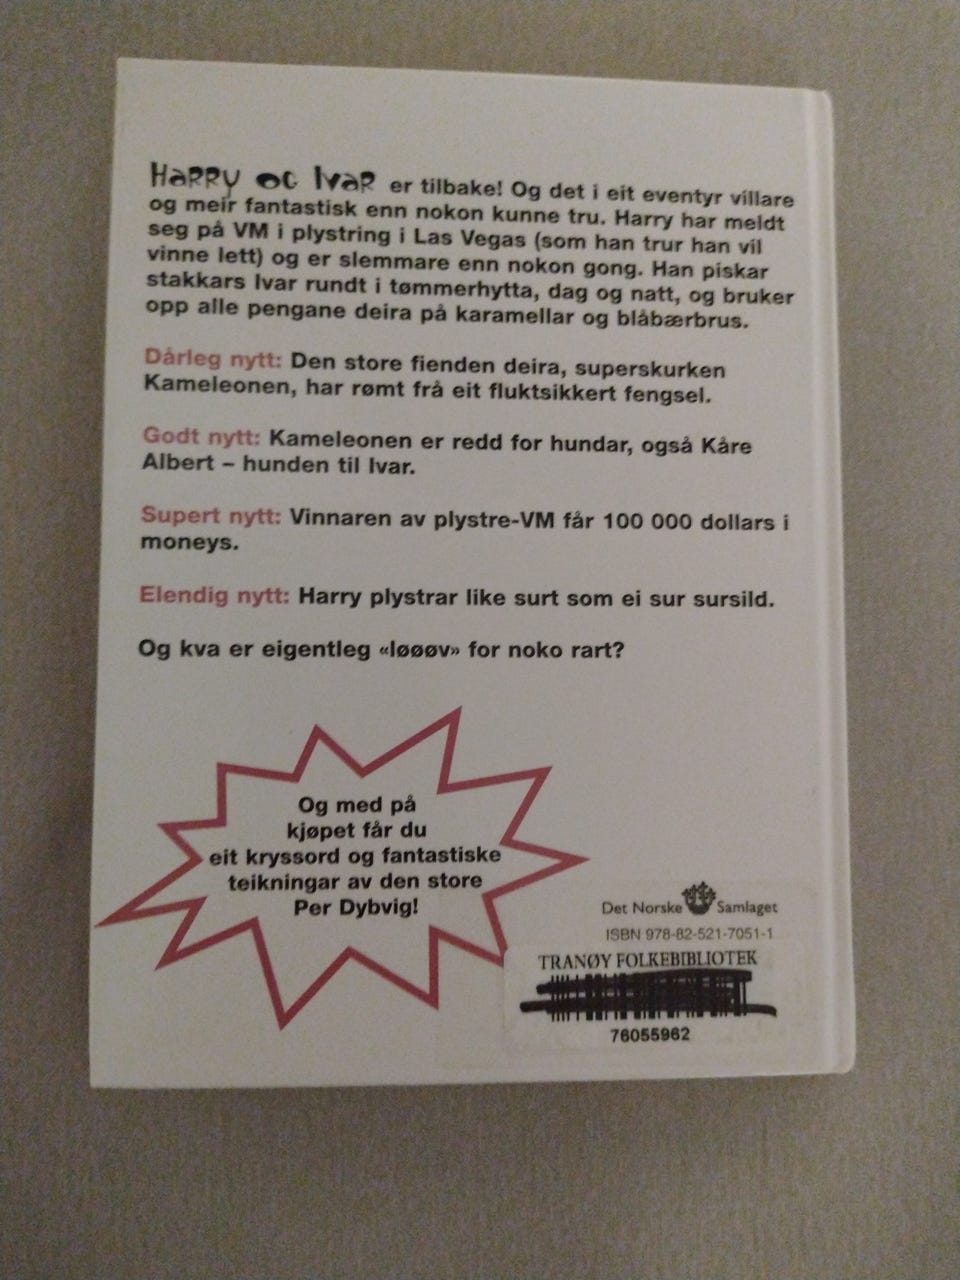 Harry og Ivar er tilbake! Og det i eit eventyr villare
og meir fantastisk enn nokon kunne tru. Harry har meldt
seg på VM i plystring i Las Vegas (som han trur han vil
vinne lett) og er slemmare enn nokon gong. Han piskar
stakkars Ivar rundt i tømmerhytta, dag og natt, og bruker
opp alle pengane deira på karamellar og blåbærbrus.
Dårleg nytt: Den store fienden deira, superskurken
Kameleonen, har rømt frå eit fluktsikkert fengsel.
Godt nytt: Kameleonen er redd for hundar, også Kåre
Albert – hunden til Ivar.
Supert nytt: Vinnaren av plystre-VM får 100 000 dollars i
moneys.
Elendig nytt: Harry plystrar like surt som ei sur sursild.
Og kva er eigentleg «løøøv» for noko rart?
Og med på
kjøpet får du
eit kryssord og fantastiske
teikningar av den store
Per Dybvig!
Det Norske Samlaget
ISBN 978-82-521-7051-1
TRANØY FOLKEBIBLIOTEK
76055962